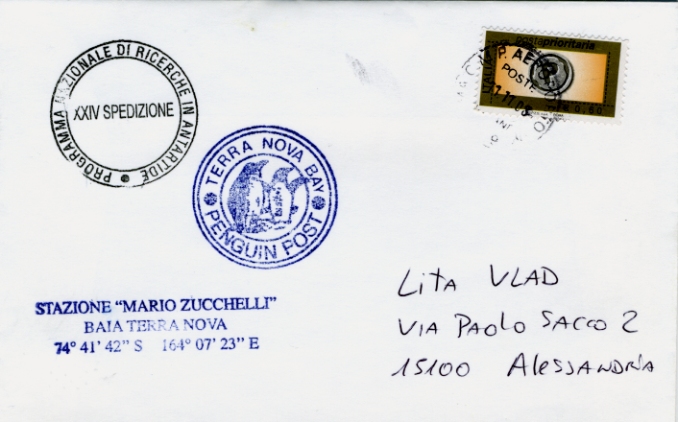 PROGRAMMA NAZIONALE DI RICERCHE IN ANTARTIDE
XXIV SPEDIZIONE
TERRA NOVA BAY
PENGUIN POST
postaprioritaria
POSTE
STAZIONE "MARIO ZUCCHELLI"
BAIA TERRA NOVA
74° 41' 42" S 164° 07' 23" E
Lita VLAD
VIA PAOLO SACCO 2
15100 AlessANDRIA